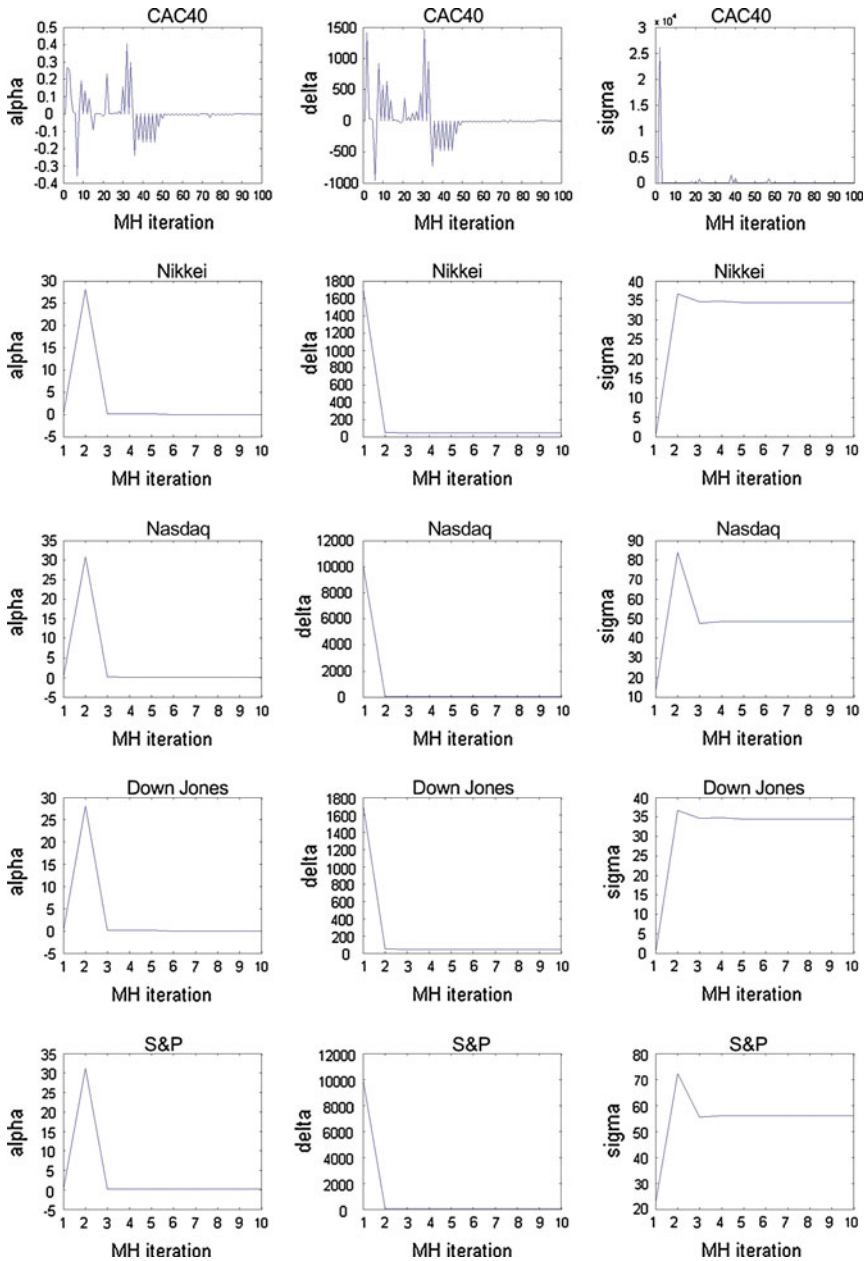 CAC40 CAC40 CAC40
x 10⁴
alpha
0.5
0.4
0.3
0.2
0.1
0
-0.1
-0.2
-0.3
-0.4
0 10 20 30 40 50 60 70 80 90 100
MH iteration
delta
1500
1000
500
0
-500
-1000
0 10 20 30 40 50 60 70 80 90 100
MH iteration
sigma
3
2.5
2
1.5
1
0.5
0
0 10 20 30 40 50 60 70 80 90 100
MH iteration
Nikkei Nikkei Nikkei
alpha
30
25
20
15
10
5
0
-5
1 2 3 4 5 6 7 8 9 10
MH iteration
delta
1800
1600
1400
1200
1000
800
600
400
200
0
1 2 3 4 5 6 7 8 9 10
MH iteration
sigma
40
35
30
25
20
15
10
5
0
1 2 3 4 5 6 7 8 9 10
MH iteration
Nasdaq Nasdaq Nasdaq
alpha
35
30
25
20
15
10
5
0
-5
1 2 3 4 5 6 7 8 9 10
MH iteration
delta
12000
10000
8000
6000
4000
2000
0
1 2 3 4 5 6 7 8 9 10
MH iteration
sigma
90
80
70
60
50
40
30
20
10
1 2 3 4 5 6 7 8 9 10
MH iteration
Down Jones Down Jones Down Jones
alpha
30
25
20
15
10
5
0
-5
1 2 3 4 5 6 7 8 9 10
MH iteration
delta
1800
1600
1400
1200
1000
800
600
400
200
0
1 2 3 4 5 6 7 8 9 10
MH iteration
sigma
40
35
30
25
20
15
10
5
0
1 2 3 4 5 6 7 8 9 10
MH iteration
S&P S&P S&P
alpha
35
30
25
20
15
10
5
0
-5
1 2 3 4 5 6 7 8 9 10
MH iteration
delta
12000
10000
8000
6000
4000
2000
0
1 2 3 4 5 6 7 8 9 10
MH iteration
sigma
80
70
60
50
40
30
20
1 2 3 4 5 6 7 8 9 10
MH iteration